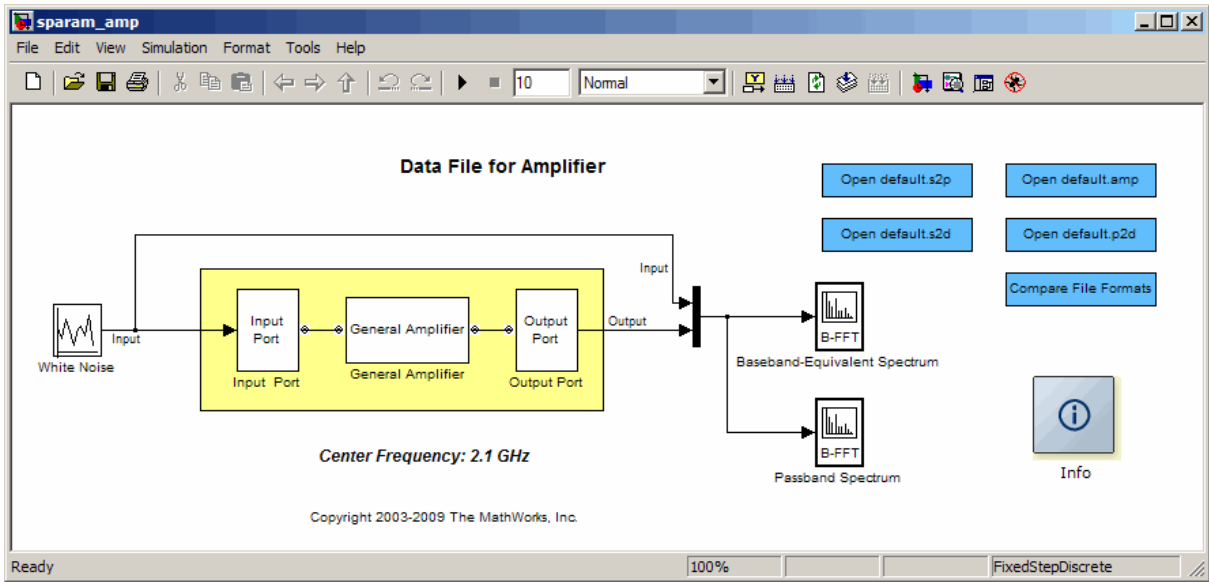 sparam_amp
File Edit View Simulation Format Tools Help
10 Normal
Data File for Amplifier
Open default.s2p Open default.amp
Open default.s2d Open default.p2d
Compare File Formats
Input
Input
Port
General Amplifier
Output
Port
Output
Input
White Noise
Input Port
General Amplifier
Output Port
B-FFT
Baseband-Equivalent Spectrum
B-FFT
Passband Spectrum
Info
Center Frequency: 2.1 GHz
Copyright 2003-2009 The MathWorks, Inc.
Ready 100% FixedStepDiscrete